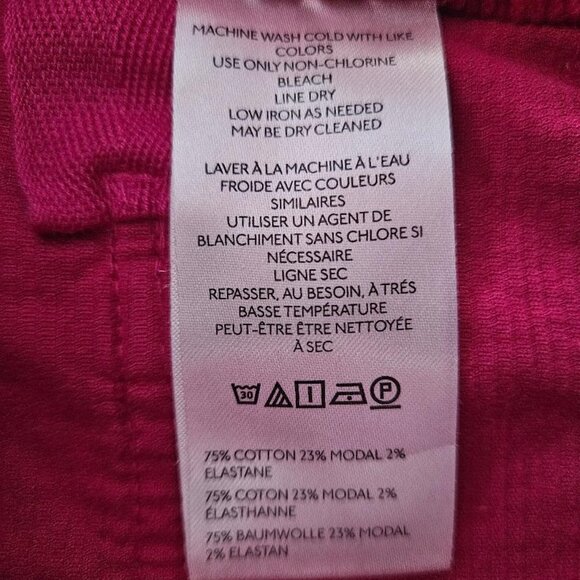 MACHINE WASH COLD WITH LIKE
COLORS
USE ONLY NON-CHLORINE
BLEACH
LINE DRY
LOW IRON AS NEEDED
MAY BE DRY CLEANED
LAVER À LA MACHINE À L'EAU
FROIDE AVEC COULEURS
SIMILAIRES
UTILISER UN AGENT DE
BLANCHIMENT SANS CHLORE SI
NÉCESSAIRE
LIGNE SEC
REPASSER, AU BESOIN, À TRÉS
BASSE TEMPÉRATURE
PEUT-ÊTRE ÊTRE NETTOYÉE
À SEC
30 P
75% COTTON 23% MODAL 2%
ELASTANE
75% COTON 23% MODAL 2%
ÉLASTHANNE
75% BAUMWOLLE 23% MODAL
2% ELASTAN